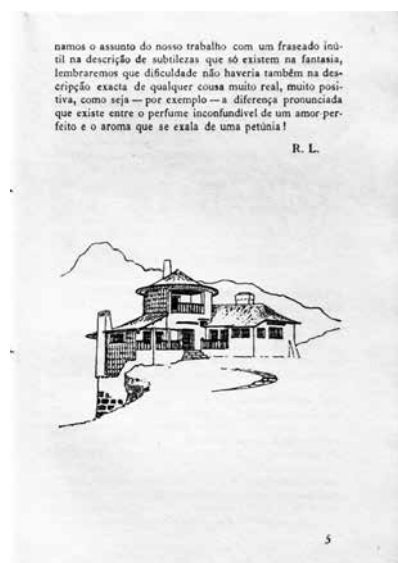 namos o assunto do nosso trabalho com um fraseado inú-
til na descrição de subtilezas que só existem na fantasia,
lembraremos que dificuldade não haveria também na des-
cripção exacta de qualquer cousa muito real, muito posi-
tiva, como seja — por exemplo — a diferença pronunciada
que existe entre o perfume inconfundivel de um amor-per-
feito e o aroma que se exala de uma petúnia!
R. L.
5